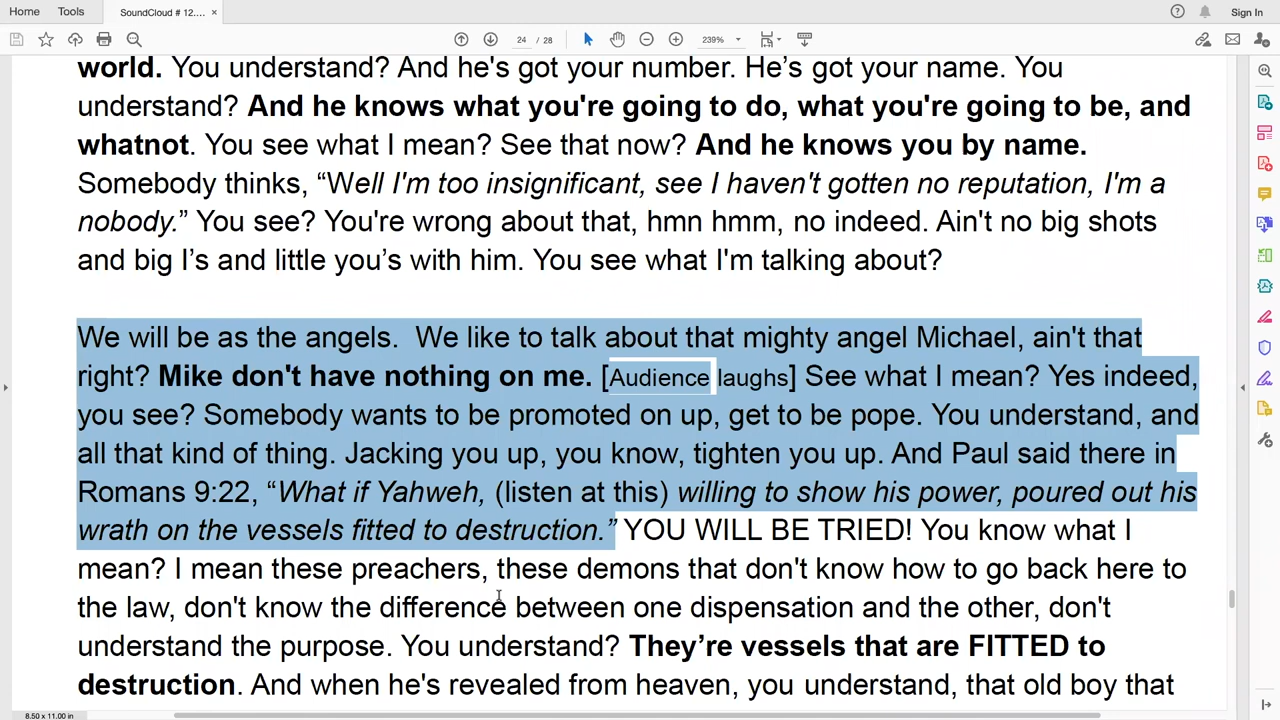 Home Tools SoundCloud # 12.... × Sign In
24 / 28 239%
world. You understand? And he's got your number. He’s got your name. You
understand? And he knows what you're going to do, what you're going to be, and
whatnot. You see what I mean? See that now? And he knows you by name.
Somebody thinks, “Well I'm too insignificant, see I haven't gotten no reputation, I'm a
nobody.” You see? You're wrong about that, hmn hmm, no indeed. Ain't no big shots
and big I’s and little you’s with him. You see what I'm talking about?
We will be as the angels. We like to talk about that mighty angel Michael, ain't that
right? Mike don't have nothing on me. [Audience laughs] See what I mean? Yes indeed,
you see? Somebody wants to be promoted on up, get to be pope. You understand, and
all that kind of thing. Jacking you up, you know, tighten you up. And Paul said there in
Romans 9:22, “What if Yahweh, (listen at this) willing to show his power, poured out his
wrath on the vessels fitted to destruction.” YOU WILL BE TRIED! You know what I
mean? I mean these preachers, these demons that don't know how to go back here to
the law, don't know the difference between one dispensation and the other, don't
understand the purpose. You understand? They’re vessels that are FITTED to
destruction. And when he's revealed from heaven, you understand, that old boy that
8.50 x 11.00 in